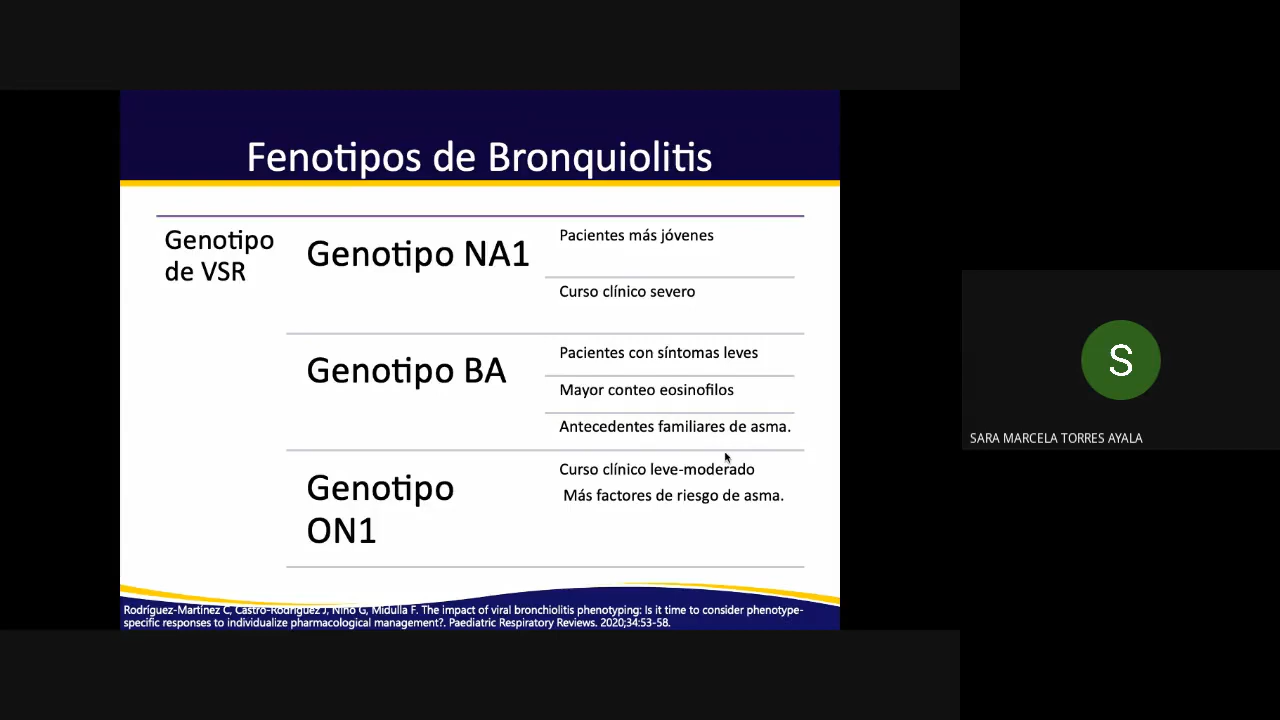 Fenotipos de Bronquiolitis
Genotipo
de VSR
Genotipo NA1
Pacientes más jóvenes
Curso clínico severo
Genotipo BA
Pacientes con síntomas leves
Mayor conteo eosinofilos
Antecedentes familiares de asma.
Genotipo
ON1
Curso clínico leve-moderado
Más factores de riesgo de asma.
Rodríguez-Martinez C, Castro-Rodriguez J, Nino G, Midulla F. The impact of viral bronchiolitis phenotyping: Is it time to consider phenotype-
specific responses to individualize pharmacological management?. Paediatric Respiratory Reviews. 2020;34:53-58.
S
SARA MARCELA TORRES AYALA